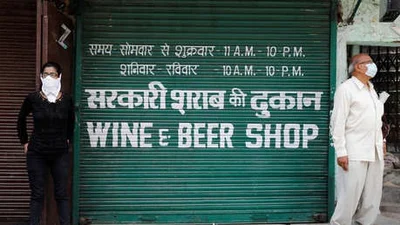 समय सोमवार से शुक्रवार - 11 A.M. - 10 P.M.
शनिवार - रविवार - 10 A.M. - 10 P.M.
सरकारी शराब की दुकान
WINE & BEER SHOP